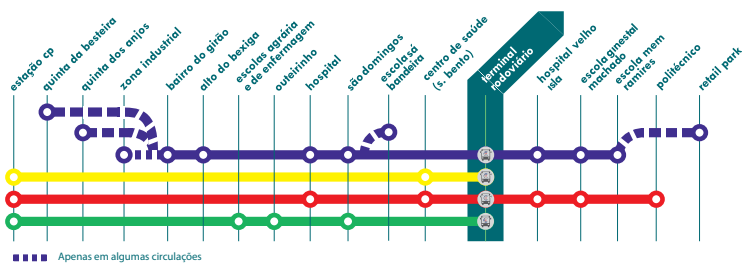 estação cp
quinta da besteira
quinta dos anjos
zona industrial
bairro do girão
alto do bexiga
escolas agrária
e de enfermagem
outeirinho
hospital
são domingos
escola sá
bandeira
centro de saúde
(s. bento)
terminal
rodoviário
hospital velho
isla
escola ginestal
machado
escola mem
ramires
politécnico
retail park
Apenas em algumas circulações